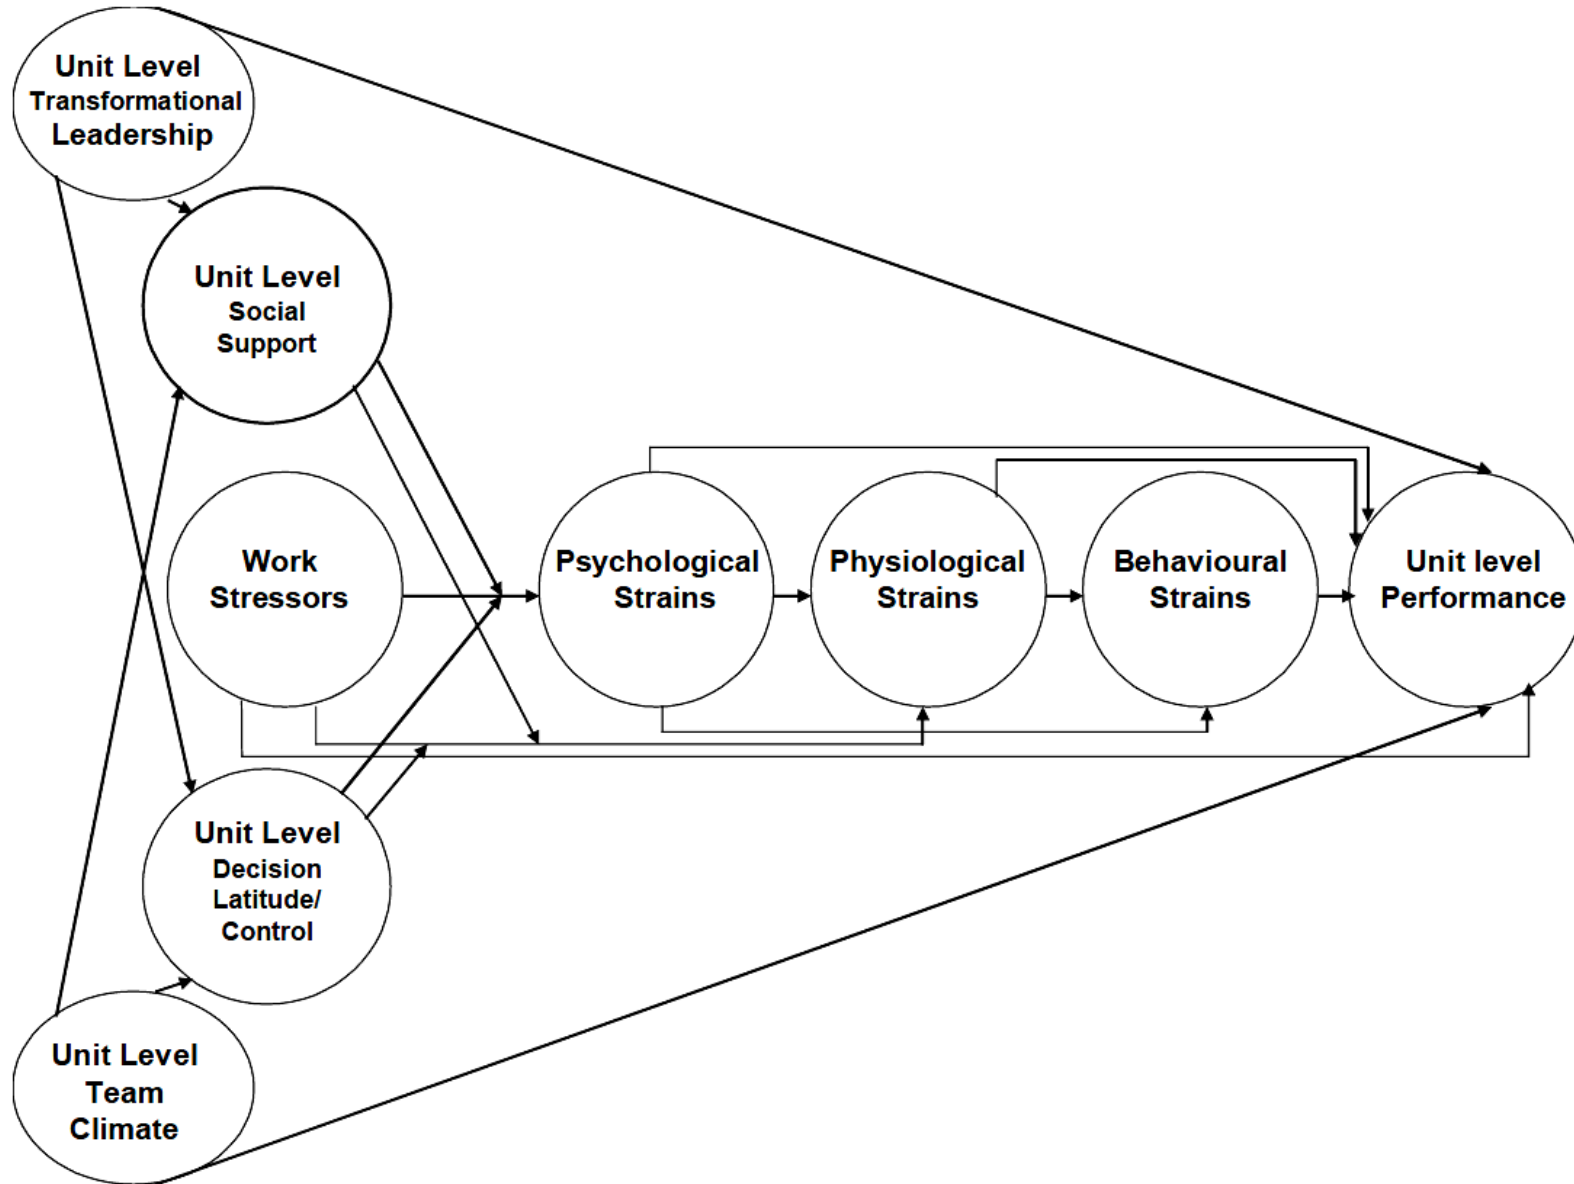 Unit Level
Transformational
Leadership
Unit Level
Social
Support
Work
Stressors
Psychological
Strains
Physiological
Strains
Behavioural
Strains
Unit level
Performance
Unit Level
Decision
Latitude/
Control
Unit Level
Team
Climate